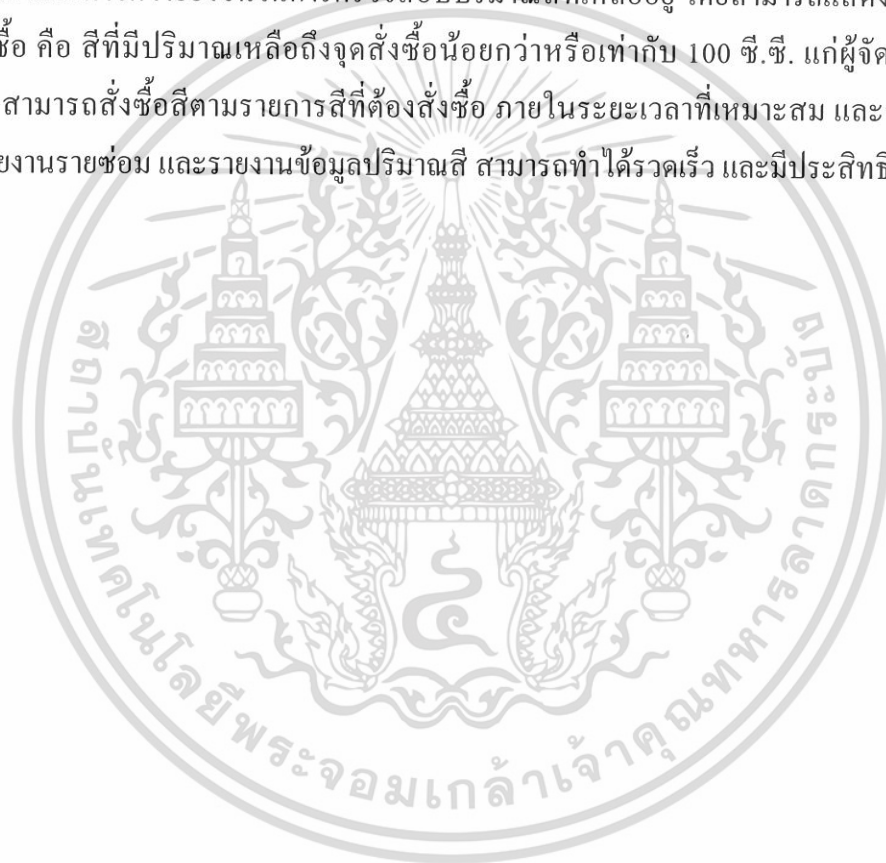 ซื้อ คือ สีที่มีปริมาณเหลือถึงจุดสั่งซื้อน้อยกว่าหรือเท่ากับ 100 ซี.ซี. แก่ผู้จัด
สามารถสั่งซื้อสีตามรายการสีที่ต้องสั่งซื้อ ภายในระยะเวลาที่เหมาะสม และ
งานรายซ่อม และรายงานข้อมูลปริมาณสี สามารถทำได้รวดเร็ว และมีประสิทธิ
สถาบันเทคโนโลยีพระจอมเกล้าเจ้าคุณทหารลาดกระบัง
๔